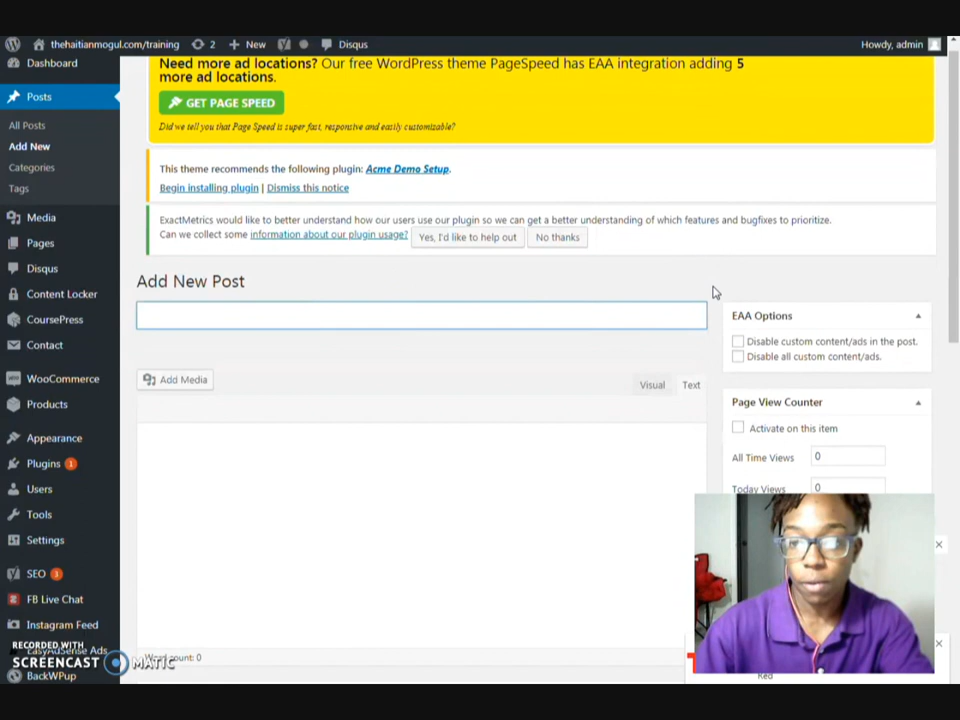 thehaitianmogul.com/training 2 New Disqus Howdy, admin
Dashboard
Posts
All Posts
Add New
Categories
Tags
Media
Pages
Disqus
Content Locker
CoursePress
Contact
WooCommerce
Products
Appearance
Plugins 1
Users
Tools
Settings
SEO 3
FB Live Chat
Instagram Feed
EasyAdSense Ads
BackWPup
RECORDED WITH
SCREENCAST MATIC
Need more ad locations? Our free WordPress theme PageSpeed has EAA integration adding 5
more ad locations.
GET PAGE SPEED
Did we tell you that Page Speed is super fast, responsive and easily customizable?
This theme recommends the following plugin: Acme Demo Setup.
Begin installing plugin | Dismiss this notice
ExactMetrics would like to better understand how our users use our plugin so we can get a better understanding of which features and bugfixes to prioritize.
Can we collect some information about our plugin usage? Yes, I'd like to help out No thanks
Add New Post
Add Media
Visual Text
Word count: 0
EAA Options
Disable custom content/ads in the post.
Disable all custom content/ads.
Page View Counter
Activate on this item
All Time Views 0
Today Views 0
Red